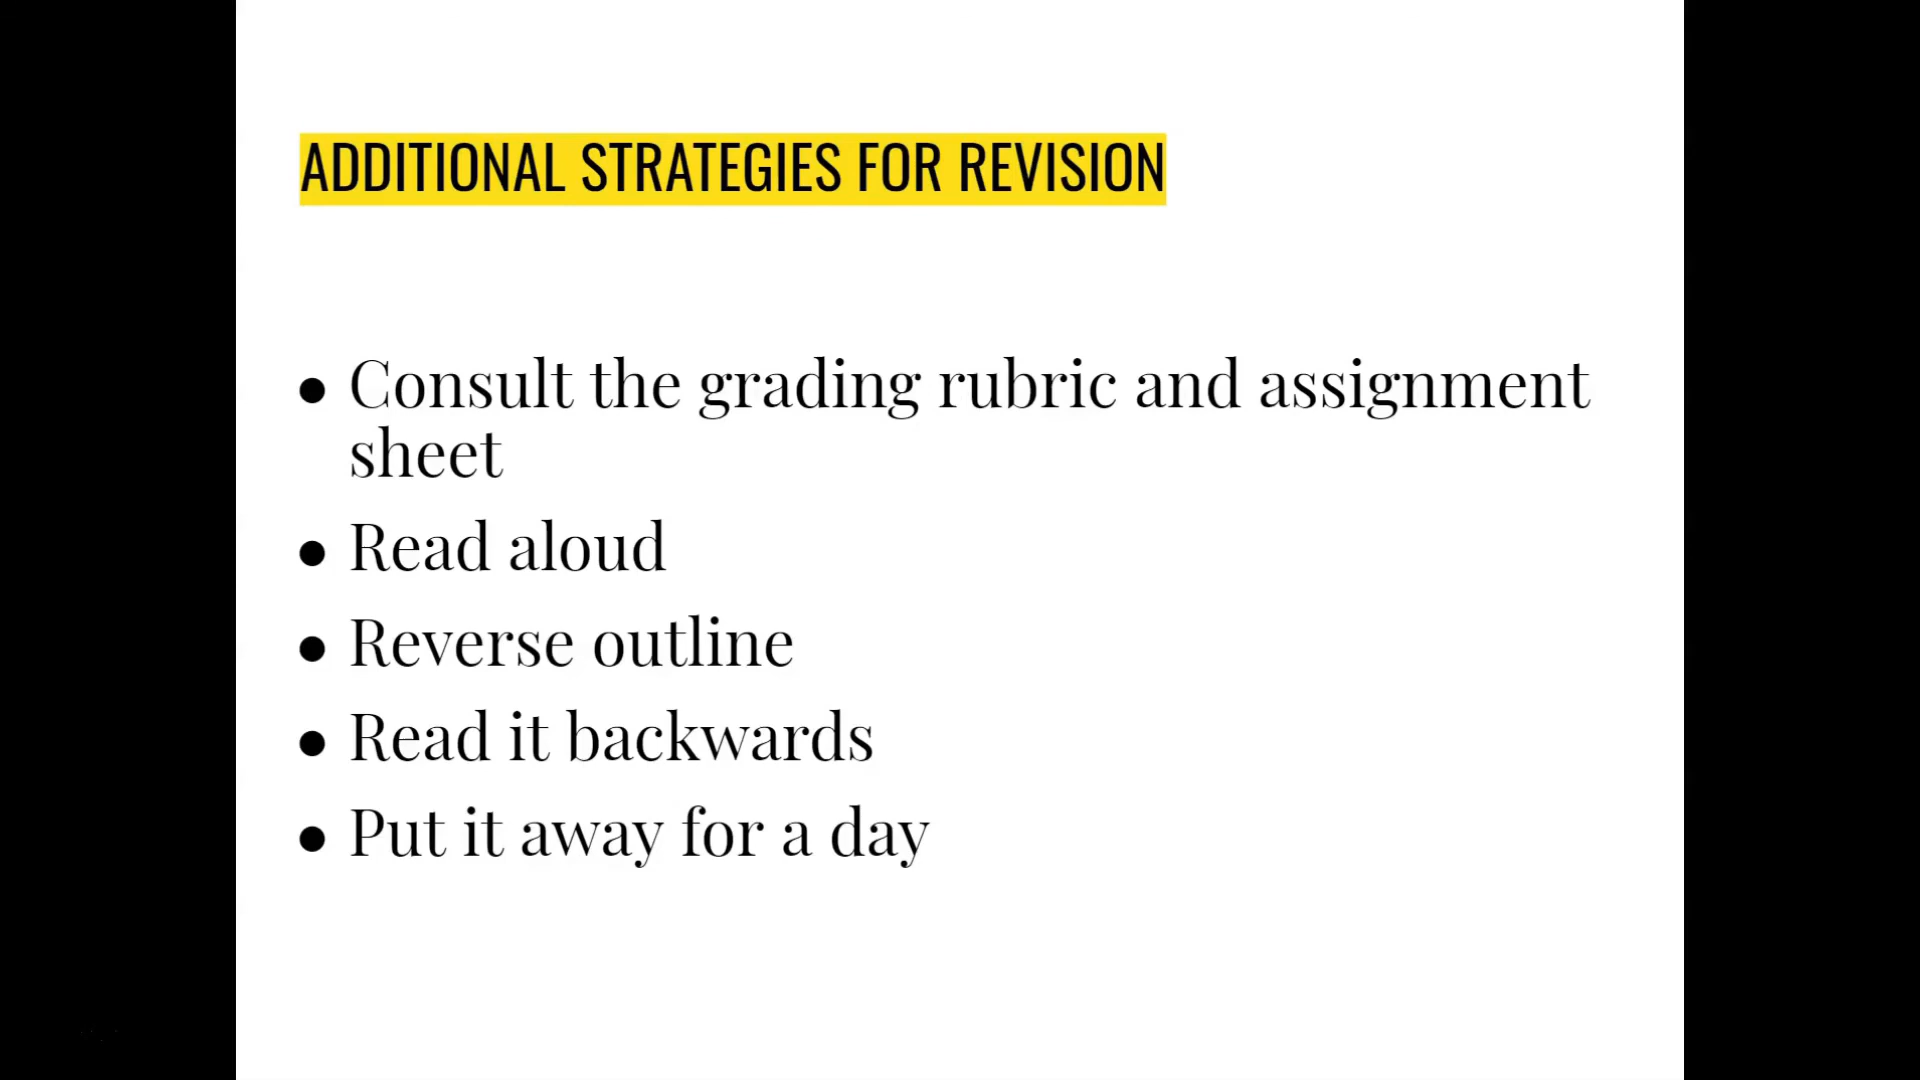 ADDITIONAL STRATEGIES FOR REVISION
• Consult the grading rubric and assignment
sheet
• Read aloud
• Reverse outline
• Read it backwards
• Put it away for a day